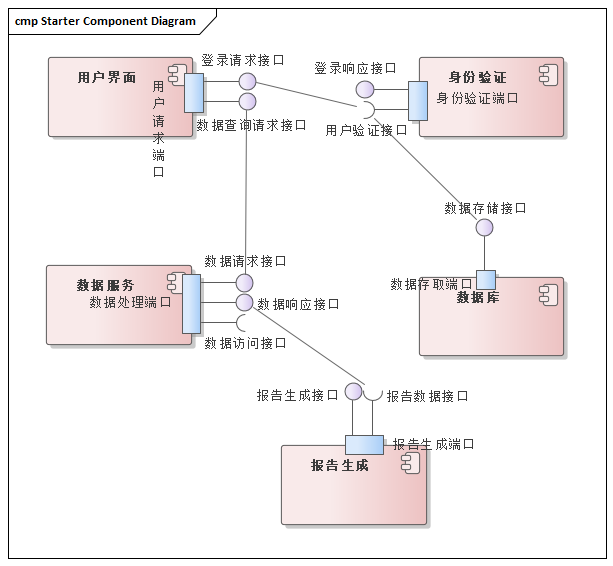 cmp Starter Component Diagram
用户界面
用户请求端口
登录请求接口
数据查询请求接口
登录响应接口
用户验证接口
身份验证
身份验证端口
数据存储接口
数据存取端口
数据库
数据服务
数据处理端口
数据请求接口
数据响应接口
数据访问接口
报告生成接口
报告数据接口
报告生成端口
报告生成